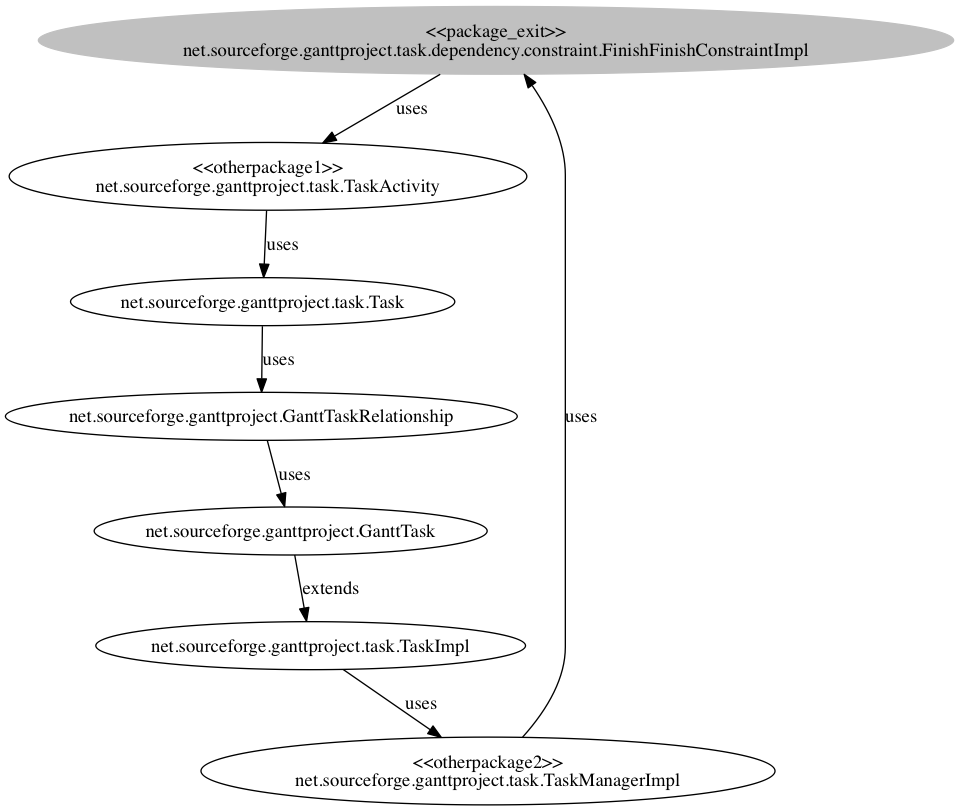 <<package_exit>>
net.sourceforge.ganttproject.task.dependency.constraint.FinishFinishConstraintImpl
uses
<<otherpackage1>>
net.sourceforge.ganttproject.task.TaskActivity
uses
net.sourceforge.ganttproject.task.Task
uses
net.sourceforge.ganttproject.GanttTaskRelationship
uses
uses
net.sourceforge.ganttproject.GanttTask
extends
net.sourceforge.ganttproject.task.TaskImpl
uses
<<otherpackage2>>
net.sourceforge.ganttproject.task.TaskManagerImpl